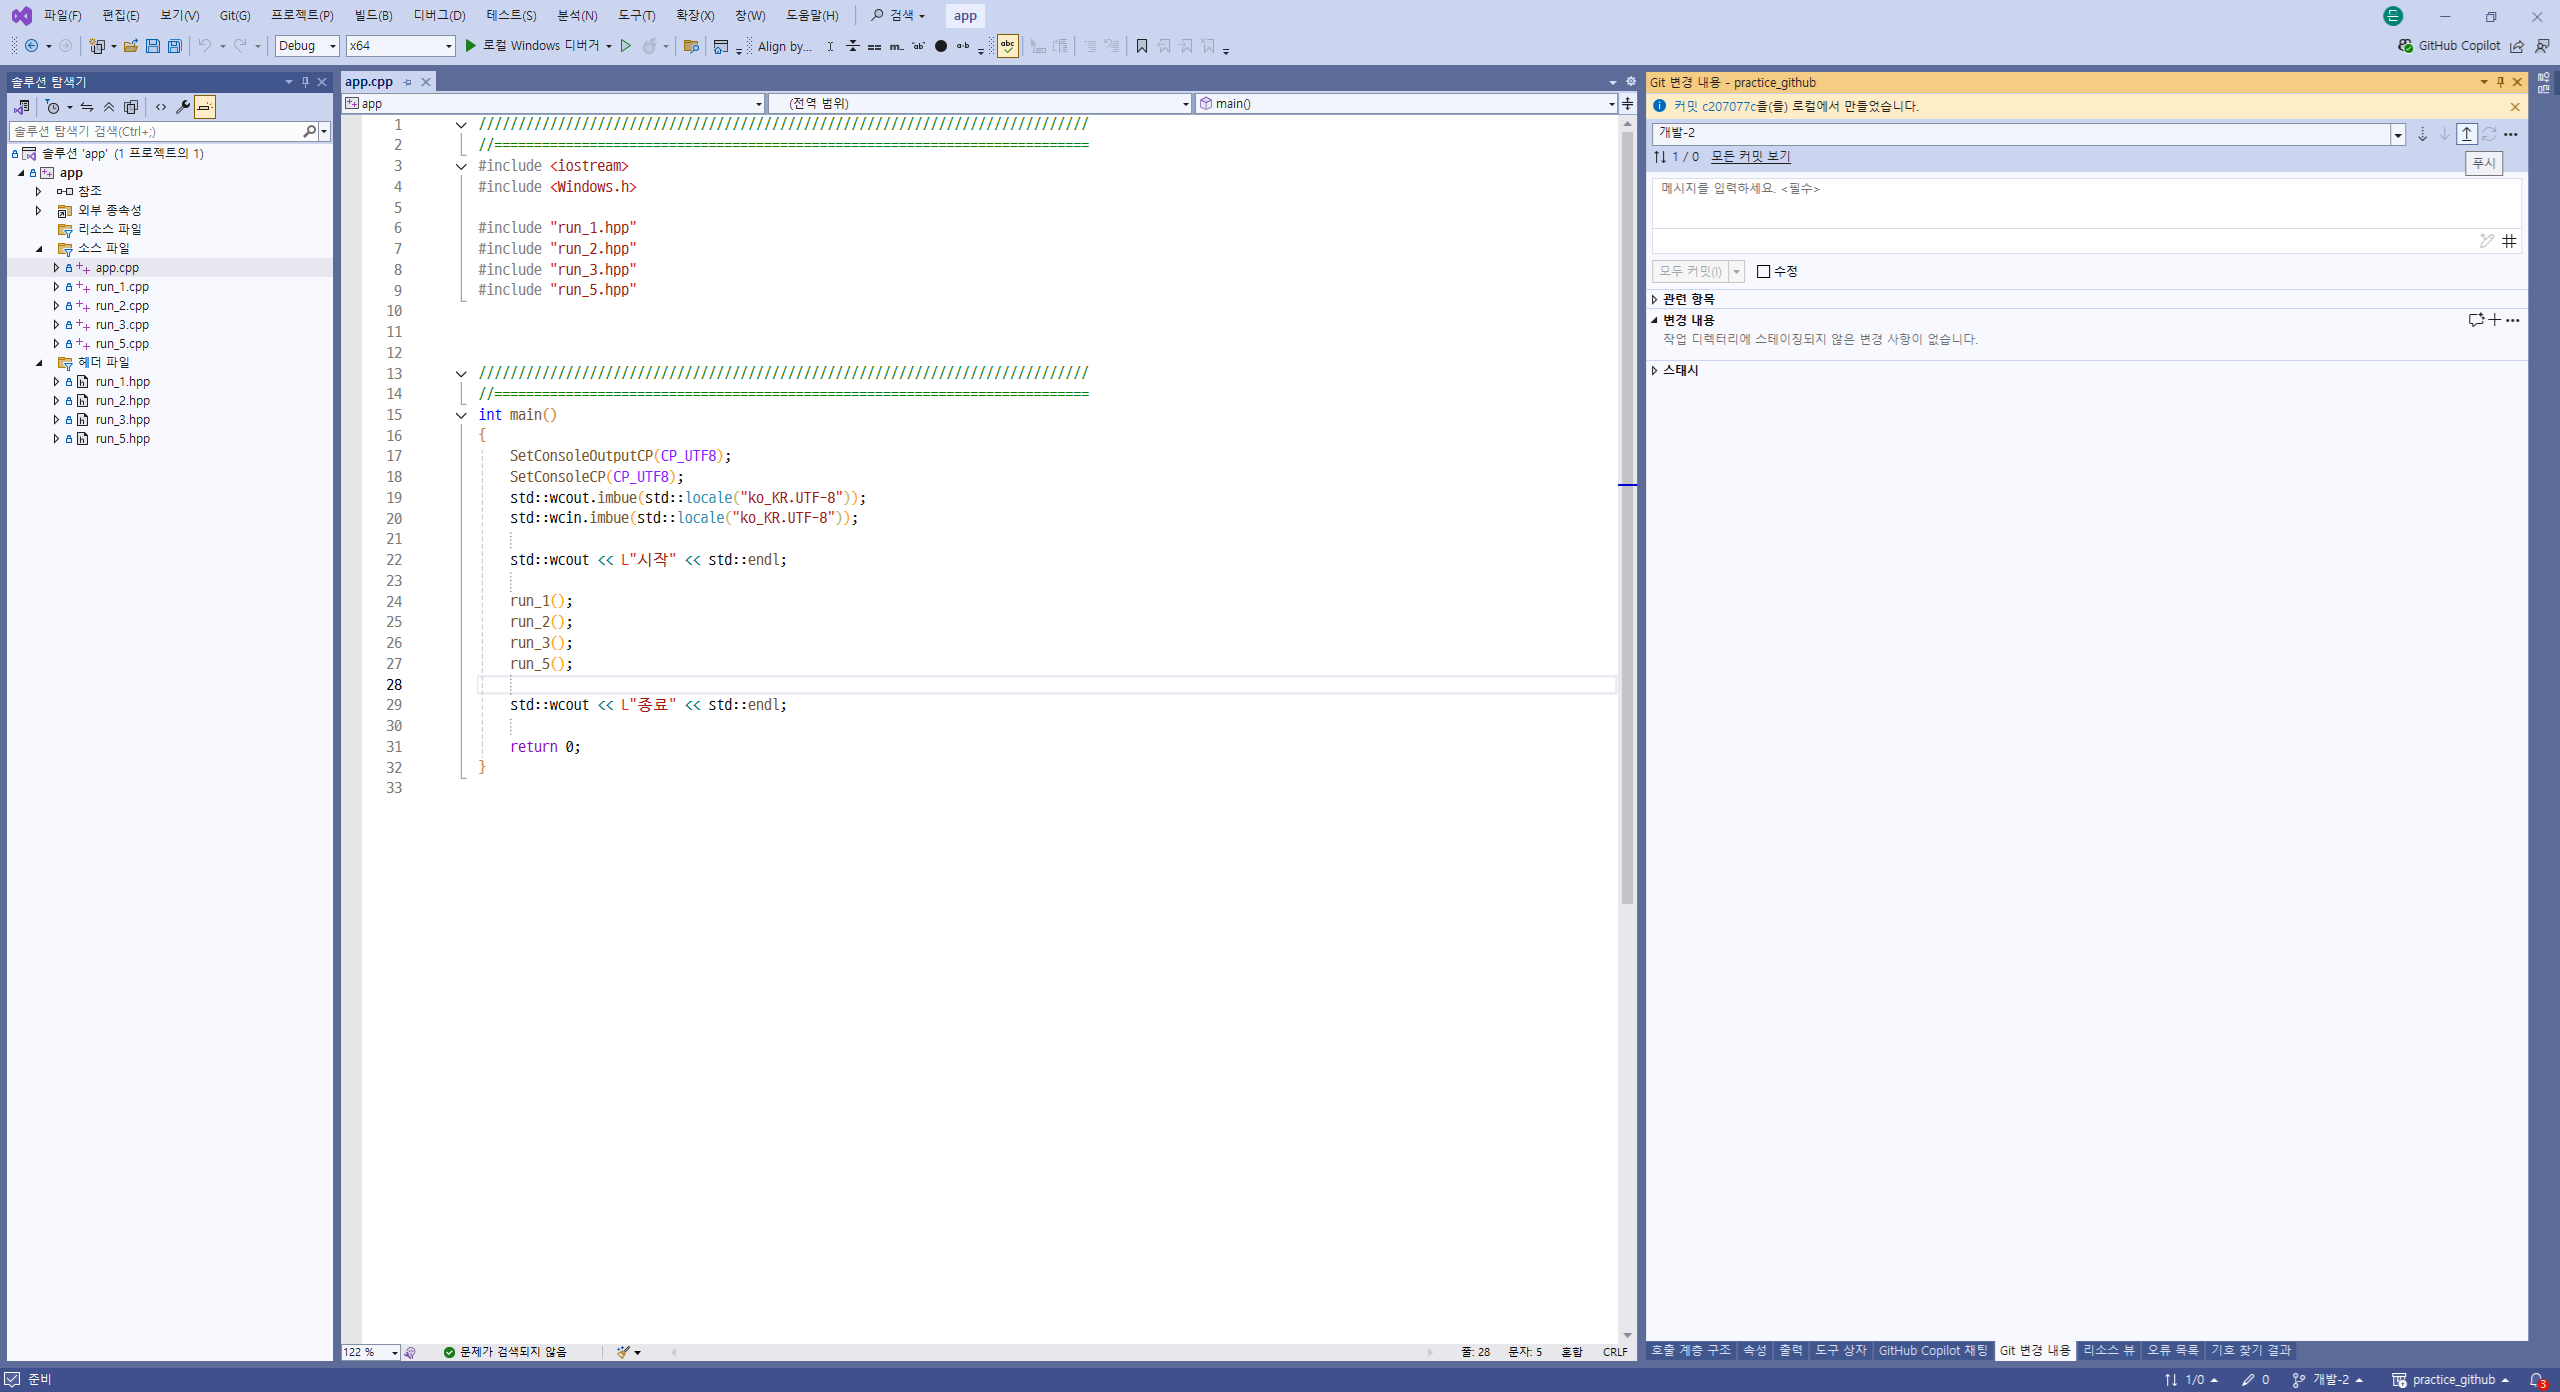 파일(F) 편집(E) 보기(V) Git(G) 프로젝트(P) 빌드(B) 디버그(D) 테스트(S) 분석(N) 도구(T) 확장(X) 창(W) 도움말(H) 검색 app 든
Debug x64 로컬 Windows 디버거 Align by... GitHub Copilot
솔루션 탐색기
솔루션 탐색기 검색(Ctrl+;)
솔루션 'app' (1 프로젝트의 1)
app
참조
외부 종속성
리소스 파일
소스 파일
app.cpp
run_1.cpp
run_2.cpp
run_3.cpp
run_5.cpp
헤더 파일
run_1.hpp
run_2.hpp
run_3.hpp
run_5.hpp
app.cpp
app (전역 범위) main()
1 /////////////////////////////////////////////////////////////////////////////
2 //===========================================================================
3 #include <iostream>
4 #include <Windows.h>
5
6 #include "run_1.hpp"
7 #include "run_2.hpp"
8 #include "run_3.hpp"
9 #include "run_5.hpp"
10
11
12
13 /////////////////////////////////////////////////////////////////////////////
14 //===========================================================================
15 int main()
16 {
17 SetConsoleOutputCP(CP_UTF8);
18 SetConsoleCP(CP_UTF8);
19 std::wcout.imbue(std::locale("ko_KR.UTF-8"));
20 std::wcin.imbue(std::locale("ko_KR.UTF-8"));
21
22 std::wcout << L"시작" << std::endl;
23
24 run_1();
25 run_2();
26 run_3();
27 run_5();
28
29 std::wcout << L"종료" << std::endl;
30
31 return 0;
32 }
33
122 % 문제가 검색되지 않음 줄: 28 문자: 5 혼합 CRLF
Git 변경 내용 - practice_github
커밋 c207077c을(를) 로컬에서 만들었습니다.
개발-2
1 / 0 모든 커밋 보기
푸시
메시지를 입력하세요. <필수>
모두 커밋(I) 수정
관련 항목
변경 내용
작업 디렉터리에 스테이징되지 않은 변경 사항이 없습니다.
스태시
호출 계층 구조 속성 출력 도구 상자 GitHub Copilot 채팅 Git 변경 내용 리소스 뷰 오류 목록 기호 찾기 결과
준비 1/0 0 개발-2 practice_github 3